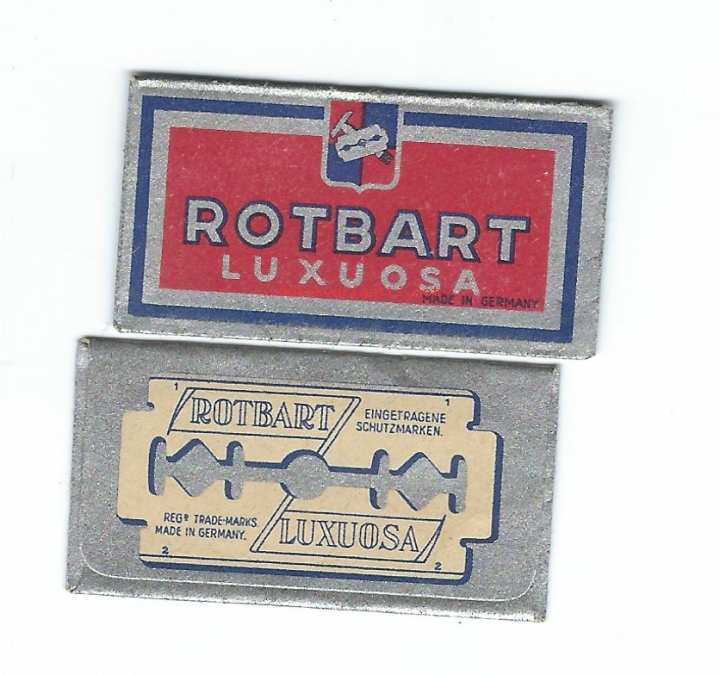 ROTBART
LUXUOSA
MADE IN GERMANY
1
1
ROTBART
EINGETRAGENE
SCHUTZMARKEN.
REGD TRADE-MARKS.
MADE IN GERMANY.
LUXUOSA
2
2